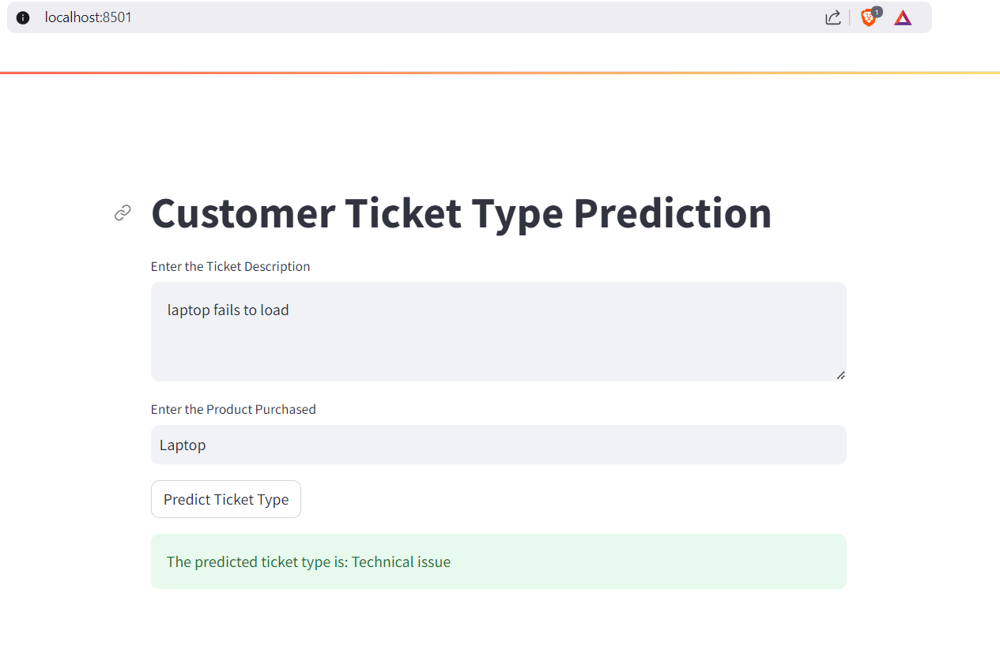 localhost:8501
1
Customer Ticket Type Prediction
Enter the Ticket Description
laptop fails to load
Enter the Product Purchased
Laptop
Predict Ticket Type
The predicted ticket type is: Technical issue